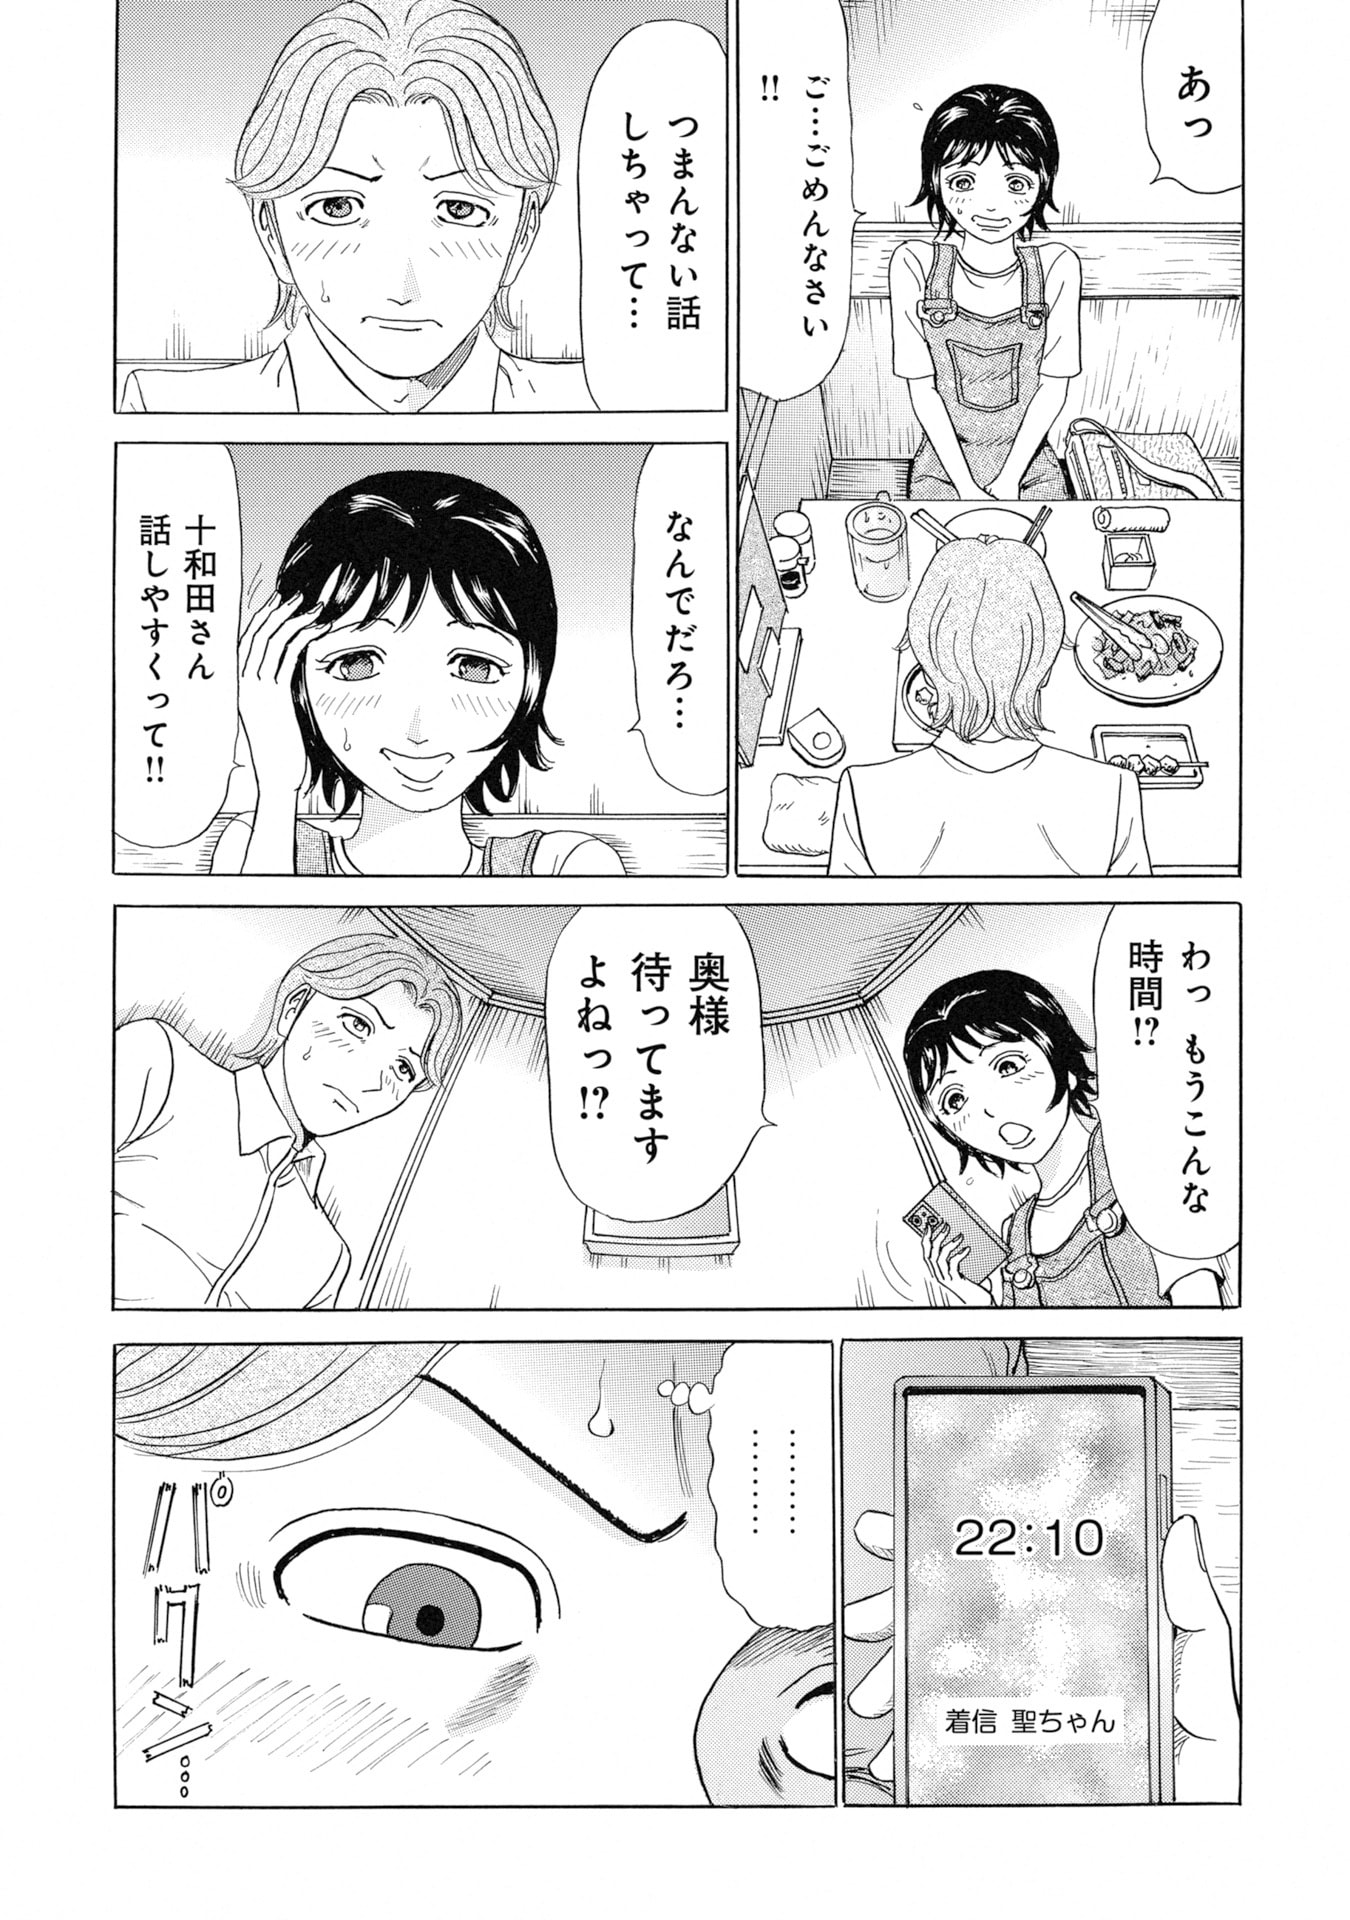 あっ
ご…ごめんなさい
!!
つまんない話
しちゃって…
なんでだろ…
十和田さん
話しやすくって!!
わっ もうこんな
時間!?
奥様
待ってます
よねっ!?
22:10
着信 聖ちゃん
…………
…………
パクン…